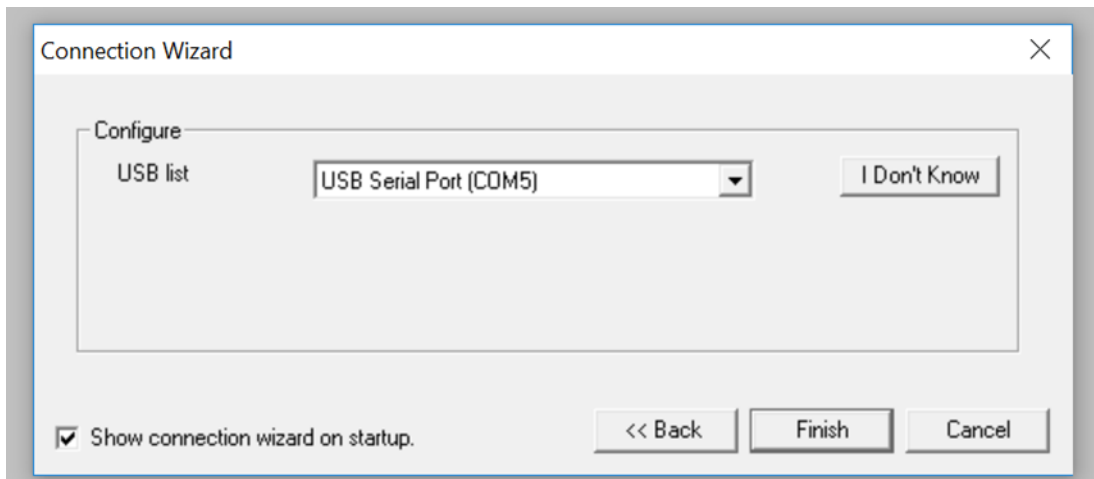 Connection Wizard
Configure
USB list
USB Serial Port (COM5)
I Don't Know
Show connection wizard on startup.
<< Back
Finish
Cancel